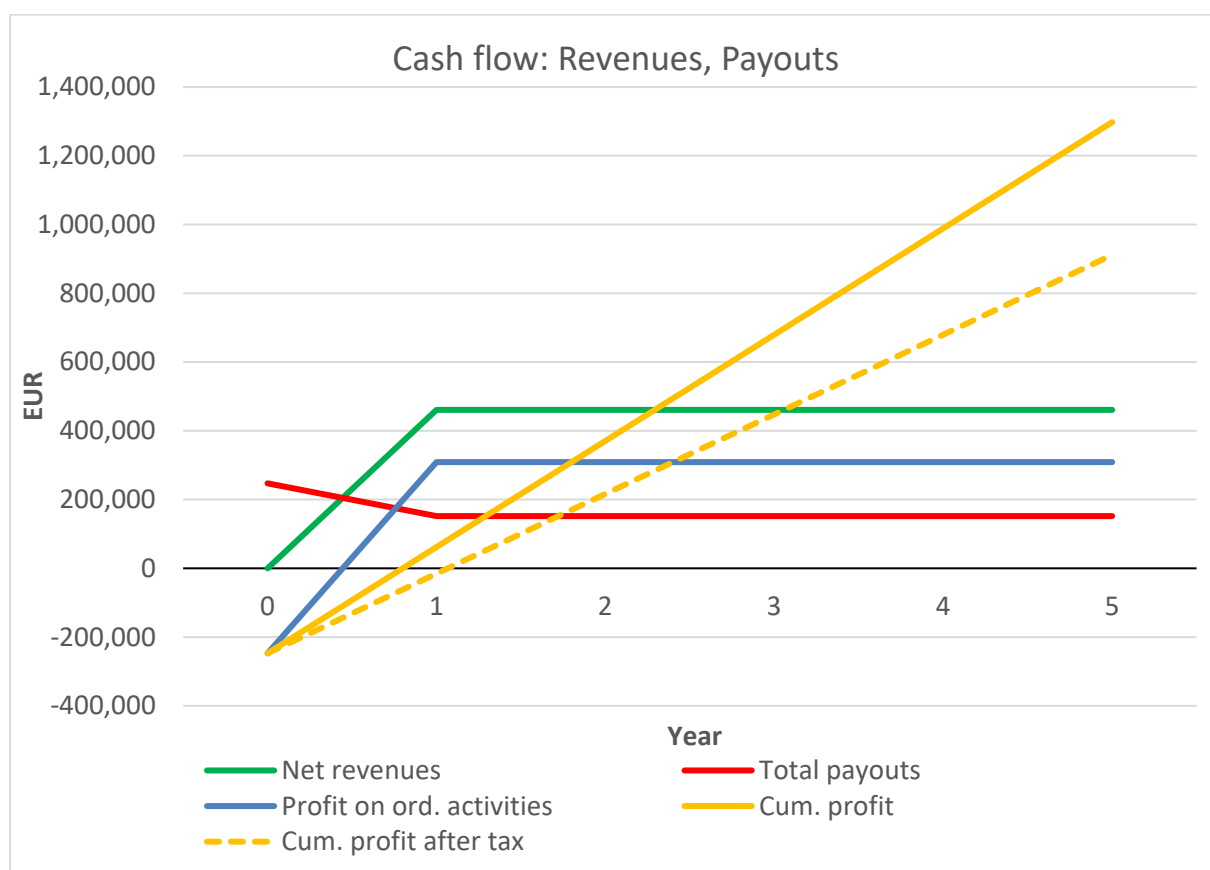 Cash flow: Revenues, Payouts
1,400,000
1,200,000
1,000,000
800,000
600,000
400,000
200,000
0
-200,000
-400,000
EUR
0 1 2 3 4 5
Year
Net revenues Total payouts
Profit on ord. activities Cum. profit
Cum. profit after tax